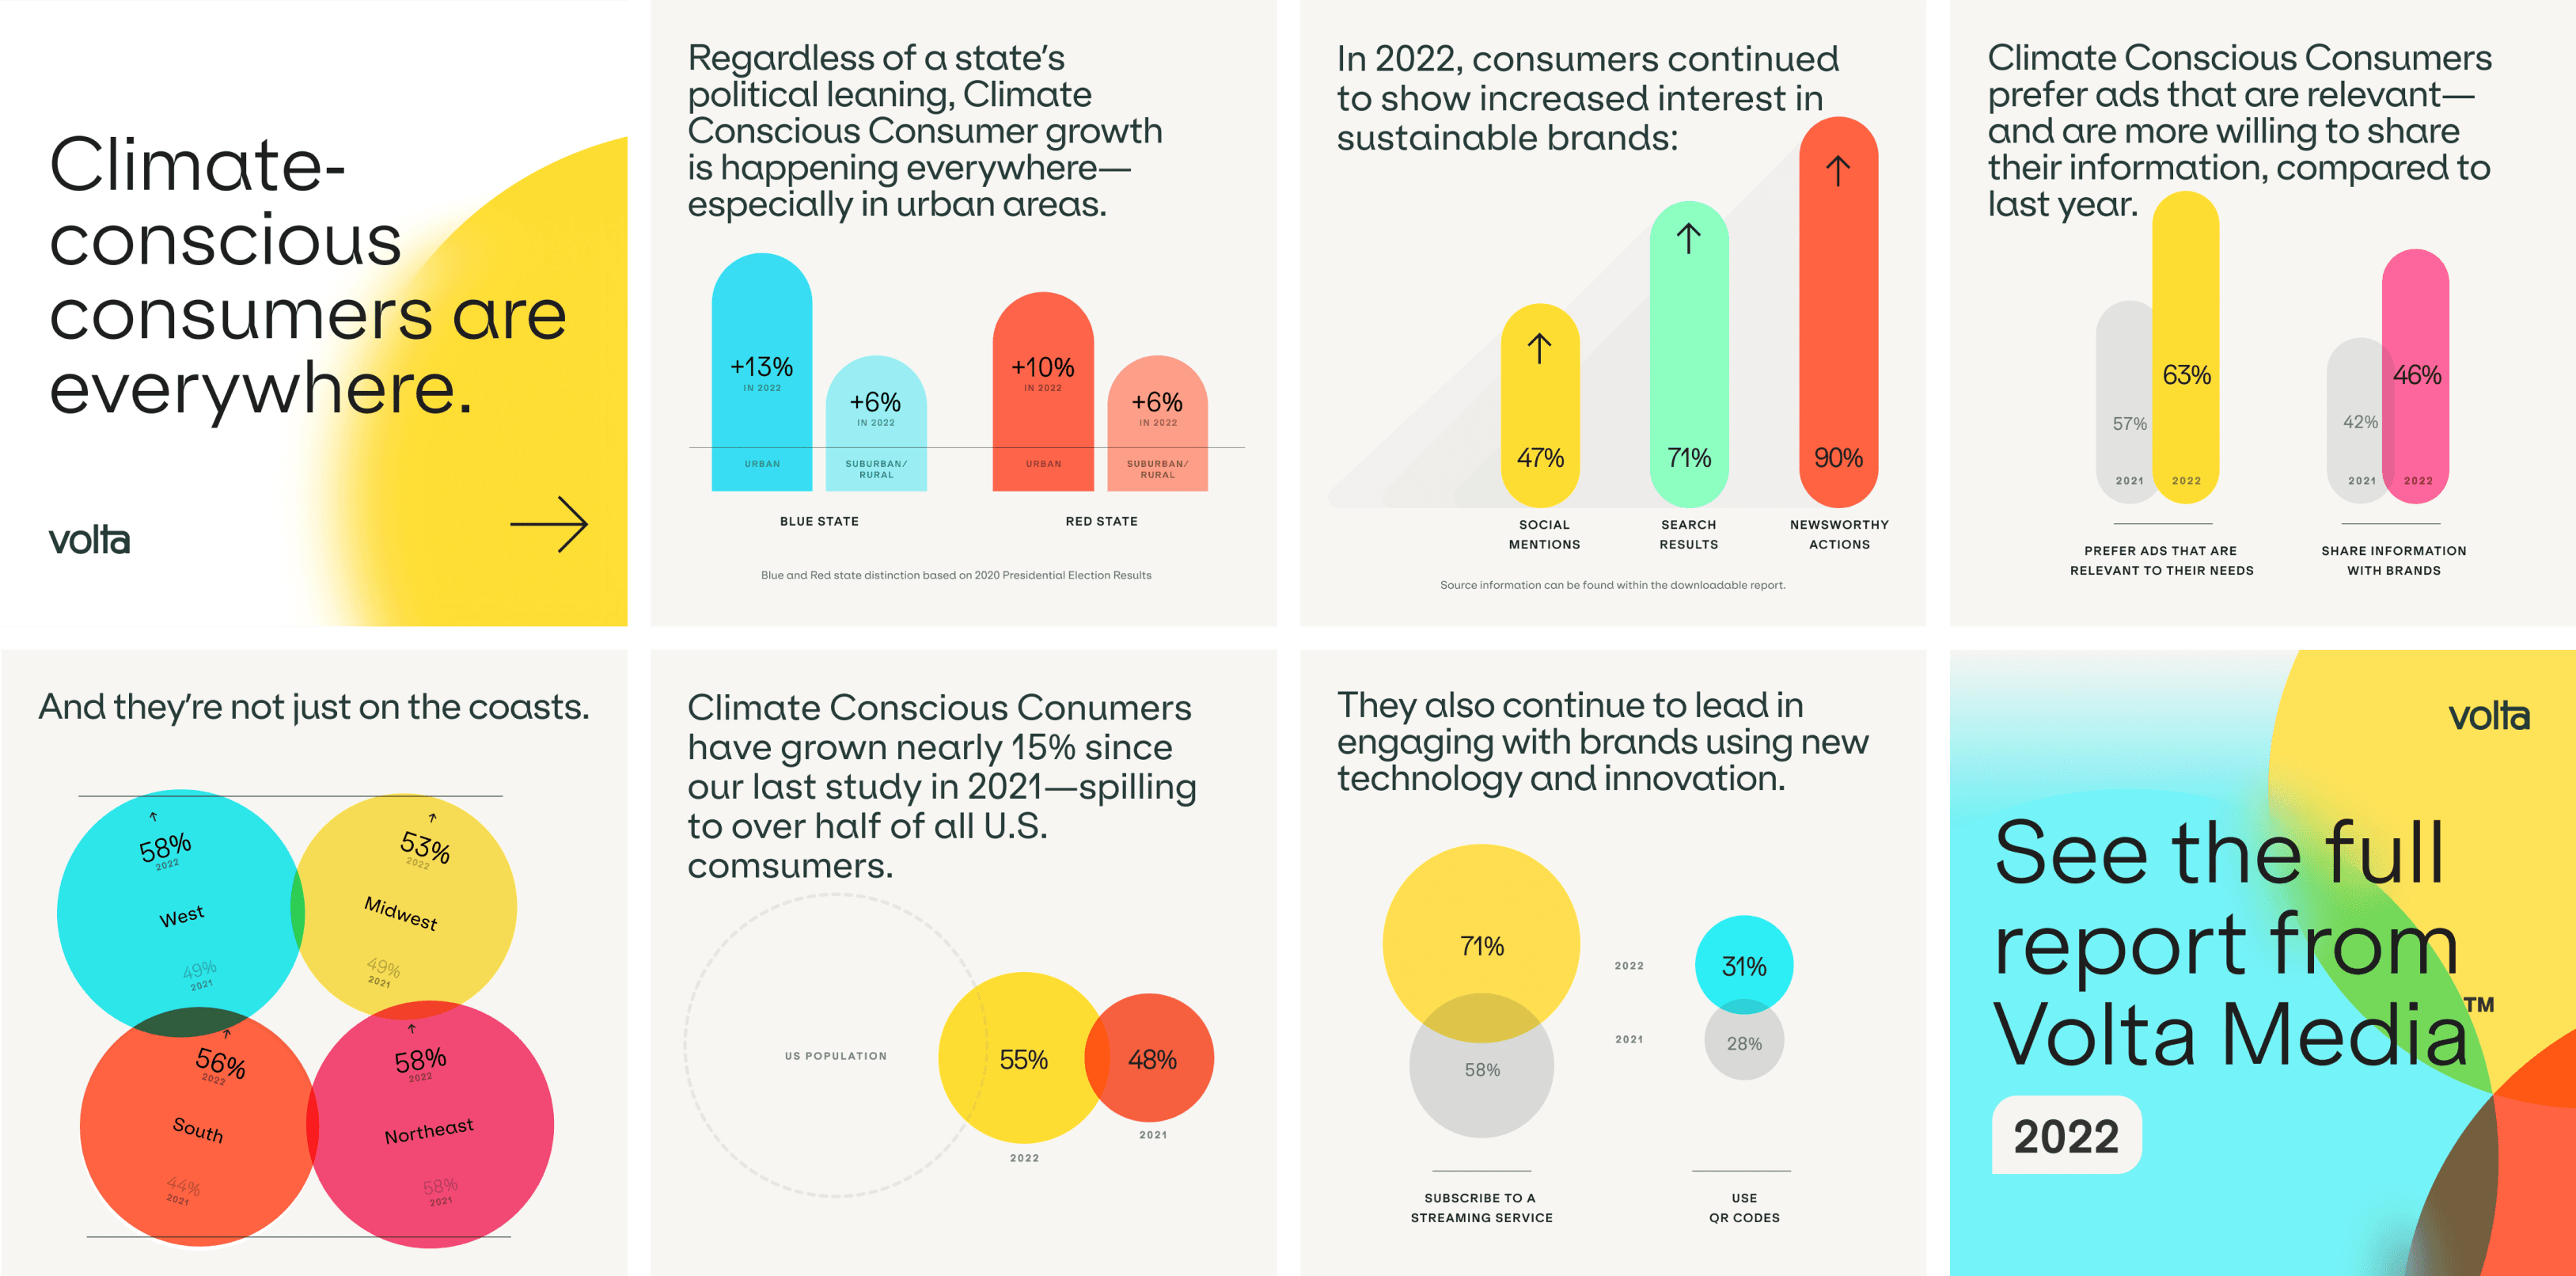 Climate-
conscious
consumers are
everywhere.
volta
Regardless of a state's
political leaning, Climate
Conscious Consumer growth
is happening everywhere—
especially in urban areas.
+13%
IN 2022
URBAN
+6%
IN 2022
SUBURBAN/
RURAL
BLUE STATE
+10%
IN 2022
URBAN
+6%
IN 2022
SUBURBAN/
RURAL
RED STATE
Blue and Red state distinction based on 2020 Presidential Election Results
In 2022, consumers continued
to show increased interest in
sustainable brands:
47%
SOCIAL
MENTIONS
71%
SEARCH
RESULTS
90%
NEWSWORTHY
ACTIONS
Source information can be found within the downloadable report.
Climate Conscious Consumers
prefer ads that are relevant—
and are more willing to share
their information, compared to
last year.
57%
2021
63%
2022
PREFER ADS THAT ARE
RELEVANT TO THEIR NEEDS
42%
2021
46%
2022
SHARE INFORMATION
WITH BRANDS
And they're not just on the coasts.
58%
2022
West
49%
2021
53%
2022
Midwest
49%
2021
56%
2022
South
44%
2021
58%
2022
Northeast
58%
2021
Climate Conscious Conumers
have grown nearly 15% since
our last study in 2021—spilling
to over half of all U.S.
comsumers.
US POPULATION
55%
2022
48%
2021
They also continue to lead in
engaging with brands using new
technology and innovation.
71%
58%
2022
2021
31%
28%
SUBSCRIBE TO A
STREAMING SERVICE
USE
QR CODES
volta
See the full
report from
Volta Media™
2022